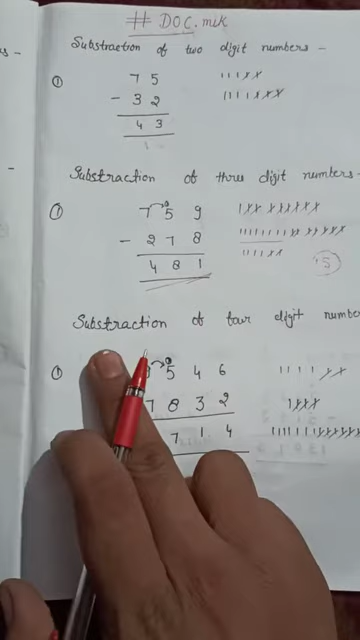 # DOC. mik
Substraction of two digit numbers -
① 7 5
- 3 2
4 3
Substraction of three digit numbers -
① 7 5 9
- 2 7 8
4 8 1
5
Substraction of four digit numbers
① 5 4 6
7 8 3 2
7 1 4